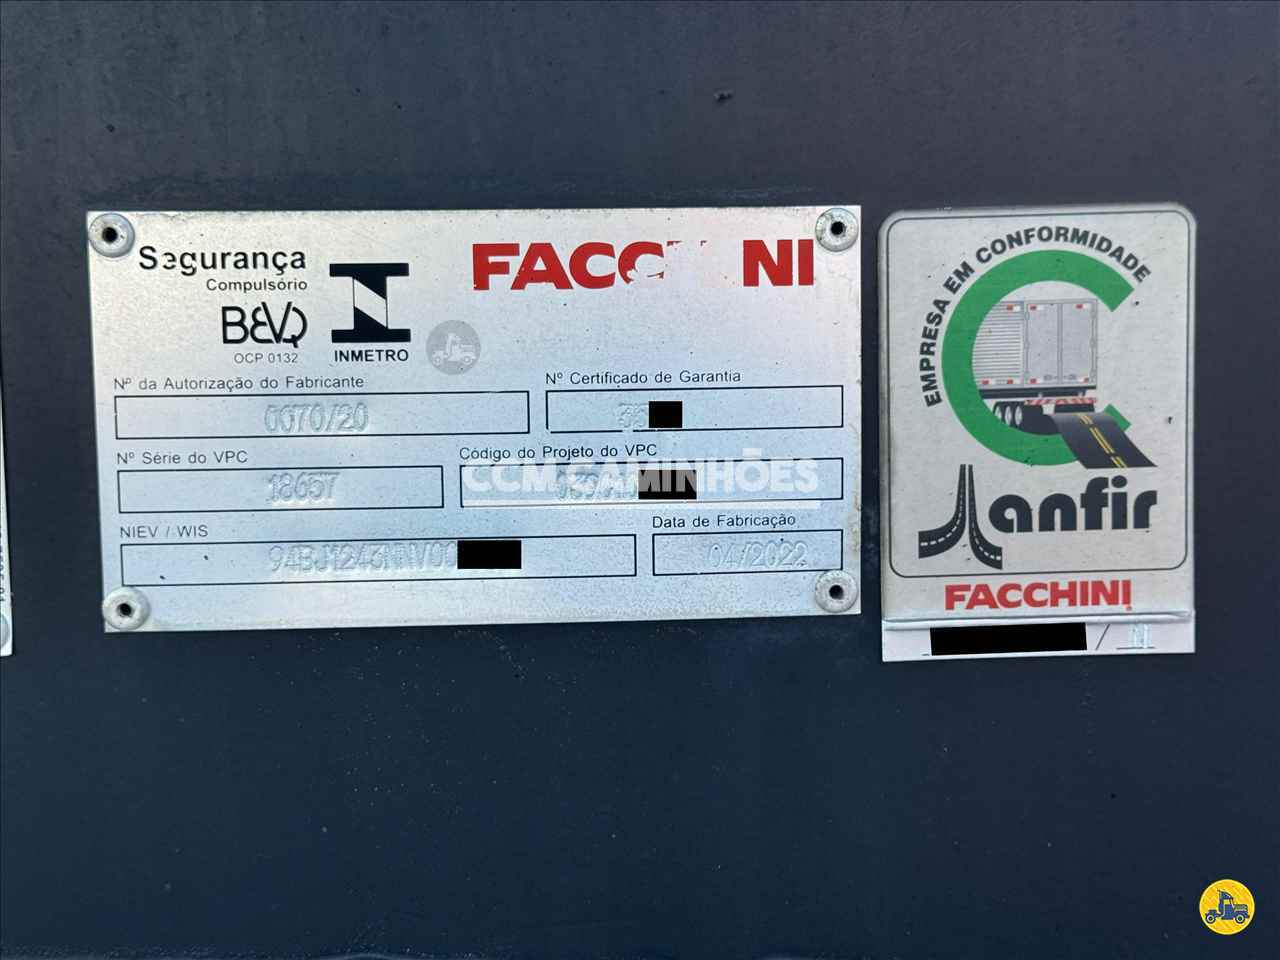 Segurança
Compulsório
BVQ
OCP 0132
INMETRO
FACCHINI
Nº da Autorização do Fabricante
0070/20
Nº Certificado de Garantia
Nº Série do VPC
18657
Código do Projeto do VPC
CCM CAMINHÕES
NIEV / WIS
Data de Fabricação
04/2022
EMPRESA EM CONFORMIDADE
anfir
FACCHINI